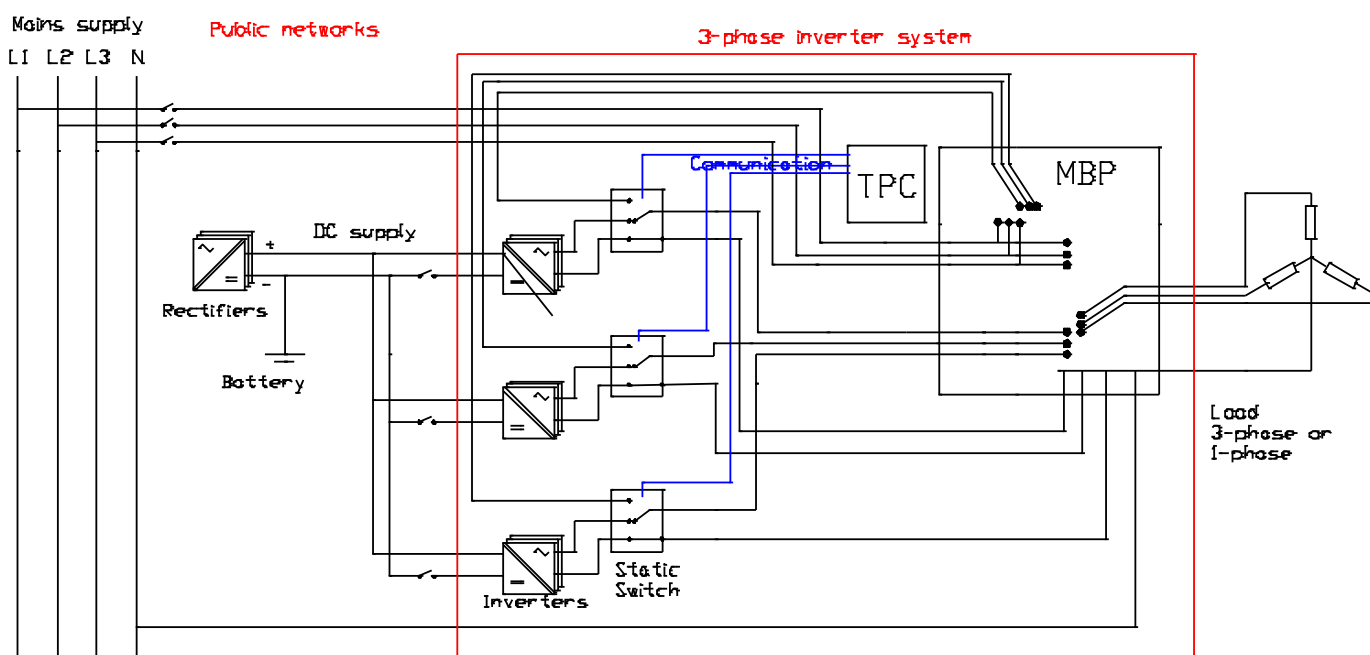 Mains supply
Public networks
3-phase inverter system
L1 L2 L3 N
Communication
TPC
MBP
DC supply
+
-
Rectifiers
Battery
Load
3-phase or
1-phase
Static
Switch
Inverters